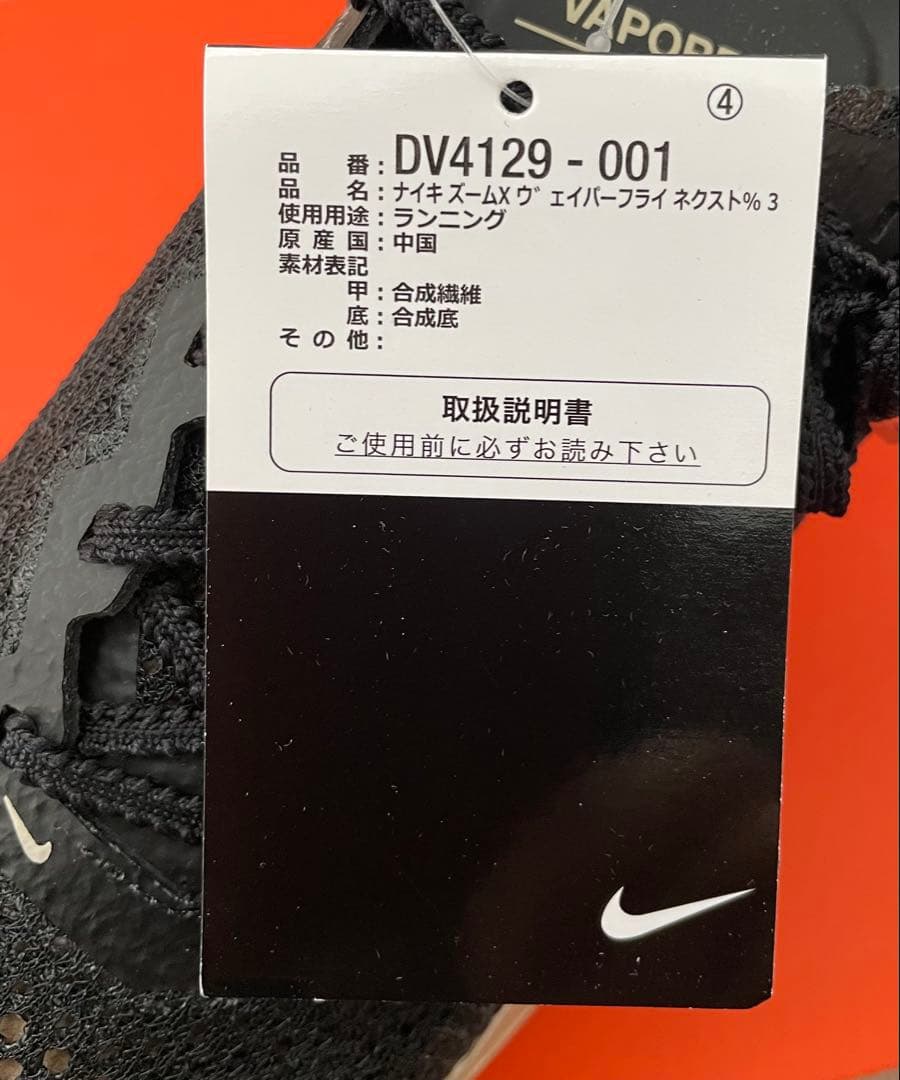 VAPOR
④
品 番：DV4129 - 001
品 名：ナイキ ズームX ヴェイパーフライ ネクスト% 3
使用用途：ランニング
原産国：中国
素材表記
甲：合成繊維
底：合成底
その他：
取扱説明書
ご使用前に必ずお読み下さい